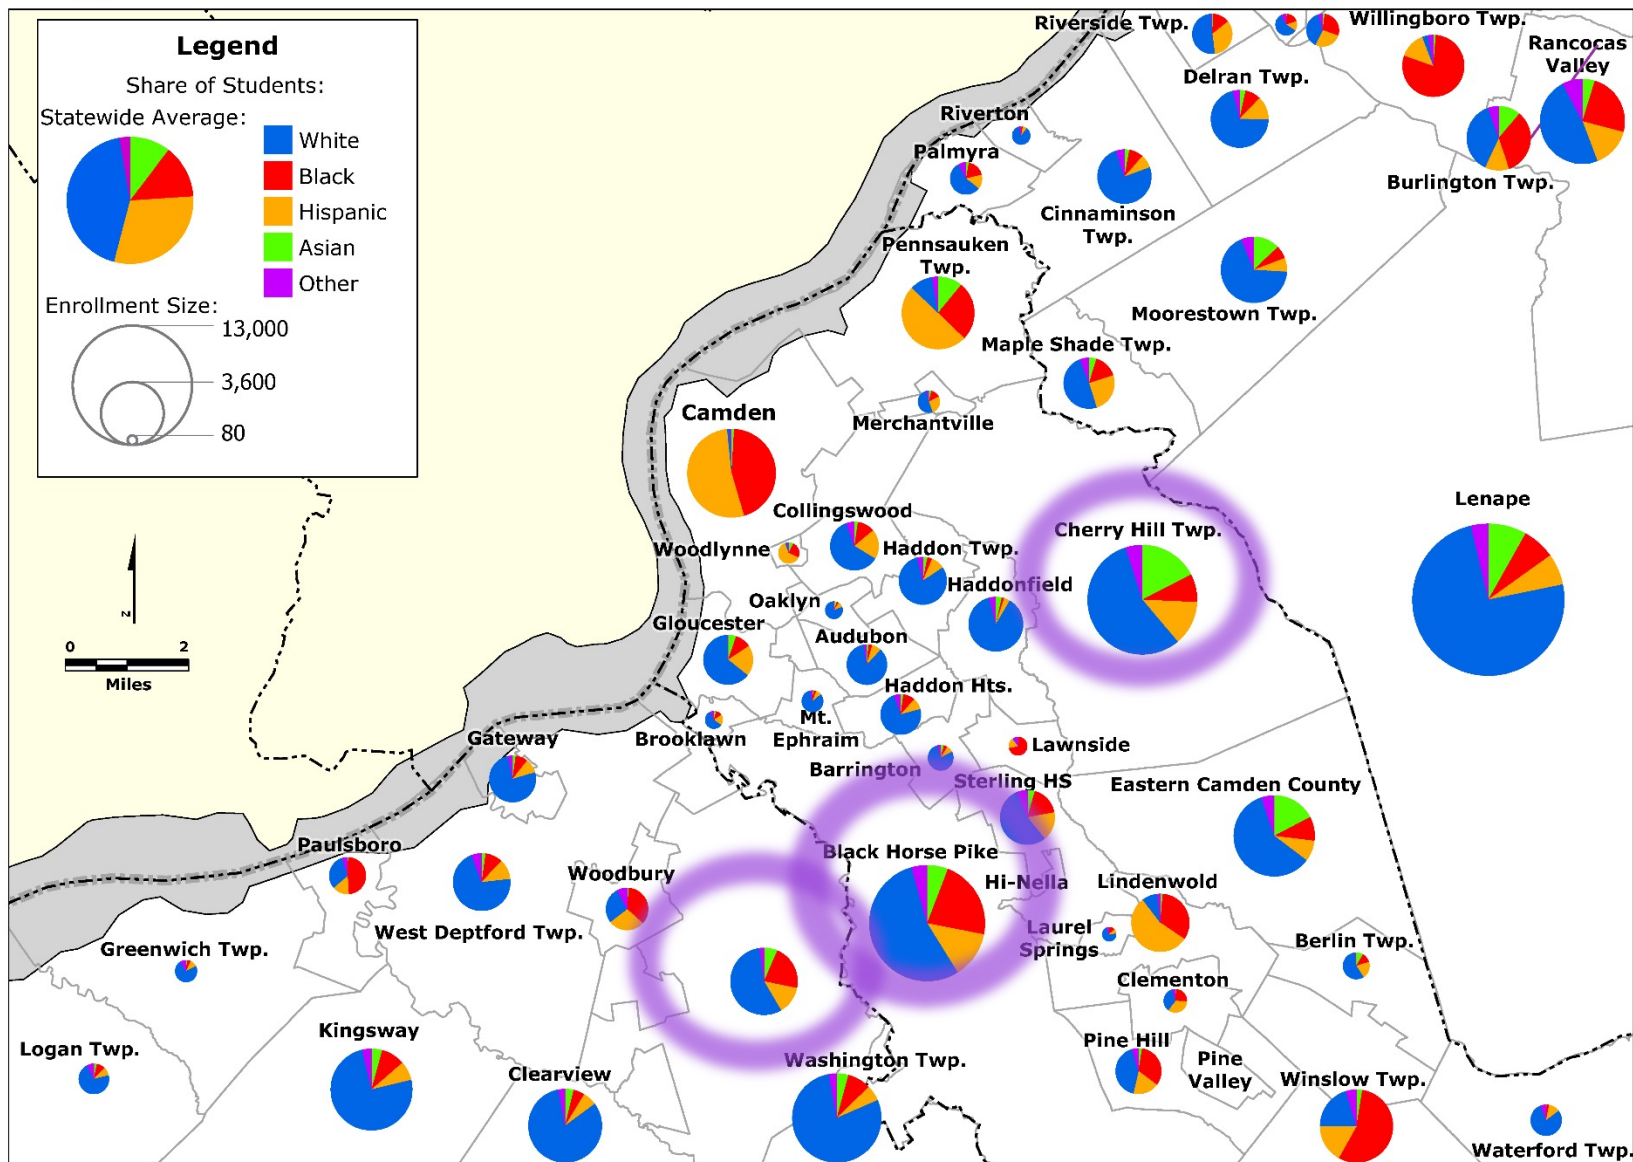 Legend
Share of Students:
Statewide Average:
White
Black
Hispanic
Asian
Other
Enrollment Size:
13,000
3,600
80
N
0
2
Miles
Riverside Twp.
Willingboro Twp.
Rancocas
Valley
Delran Twp.
Riverton
Palmyra
Burlington Twp.
Cinnaminson
Twp.
Pennsauken
Twp.
Moorestown Twp.
Maple Shade Twp.
Merchantville
Camden
Collingswood
Woodlynne
Haddon Twp.
Cherry Hill Twp.
Lenape
Haddonfield
Oaklyn
Gloucester
Audubon
Haddon Hts.
Mt.
Ephraim
Brooklawn
Gateway
Lawnside
Barrington
Sterling HS
Eastern Camden County
Paulsboro
Black Horse Pike
Woodbury
Hi-Nella
Lindenwold
West Deptford Twp.
Laurel
Springs
Berlin Twp.
Greenwich Twp.
Clementon
Kingsway
Logan Twp.
Pine Hill
Pine
Valley
Clearview
Washington Twp.
Winslow Twp.
Waterford Twp.